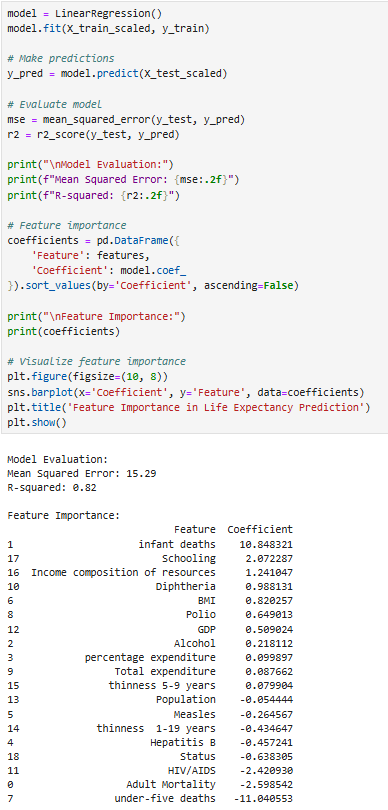 model = LinearRegression()
model.fit(X_train_scaled, y_train)
# Make predictions
y_pred = model.predict(X_test_scaled)
# Evaluate model
mse = mean_squared_error(y_test, y_pred)
r2 = r2_score(y_test, y_pred)
print("\nModel Evaluation:")
print(f"Mean Squared Error: {mse:.2f}")
print(f"R-squared: {r2:.2f}")
# Feature importance
coefficients = pd.DataFrame({
    'Feature': features,
    'Coefficient': model.coef_
}).sort_values(by='Coefficient', ascending=False)
print("\nFeature Importance:")
print(coefficients)
# Visualize feature importance
plt.figure(figsize=(10, 8))
sns.barplot(x='Coefficient', y='Feature', data=coefficients)
plt.title('Feature Importance in Life Expectancy Prediction')
plt.show()
Model Evaluation:
Mean Squared Error: 15.29
R-squared: 0.82
Feature Importance:
Feature Coefficient
1 infant deaths 10.848321
17 Schooling 2.072287
16 Income composition of resources 1.241047
10 Diphtheria 0.988131
6 BMI 0.820257
8 Polio 0.649013
12 GDP 0.509024
2 Alcohol 0.218112
3 percentage expenditure 0.099897
9 Total expenditure 0.087662
15 thinness 5-9 years 0.079904
13 Population -0.054444
5 Measles -0.264567
14 thinness  1-19 years -0.434647
4 Hepatitis B -0.457241
18 Status -0.638305
11 HIV/AIDS -2.420930
0 Adult Mortality -2.598542
7 under-five deaths -11.040553